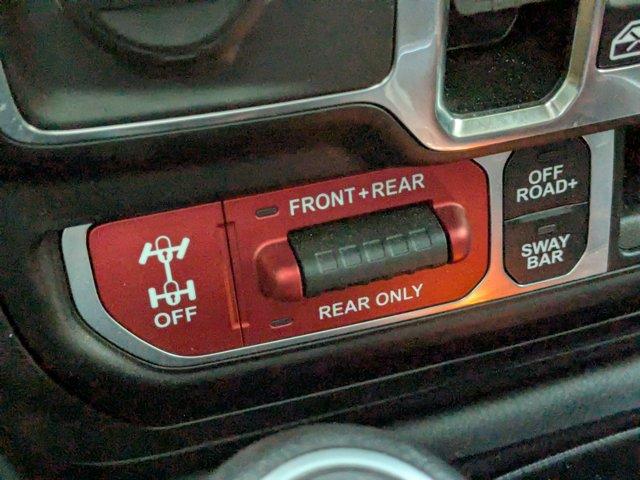 FRONT+REAR
REAR ONLY
OFF
OFF
ROAD+
SWAY
BAR